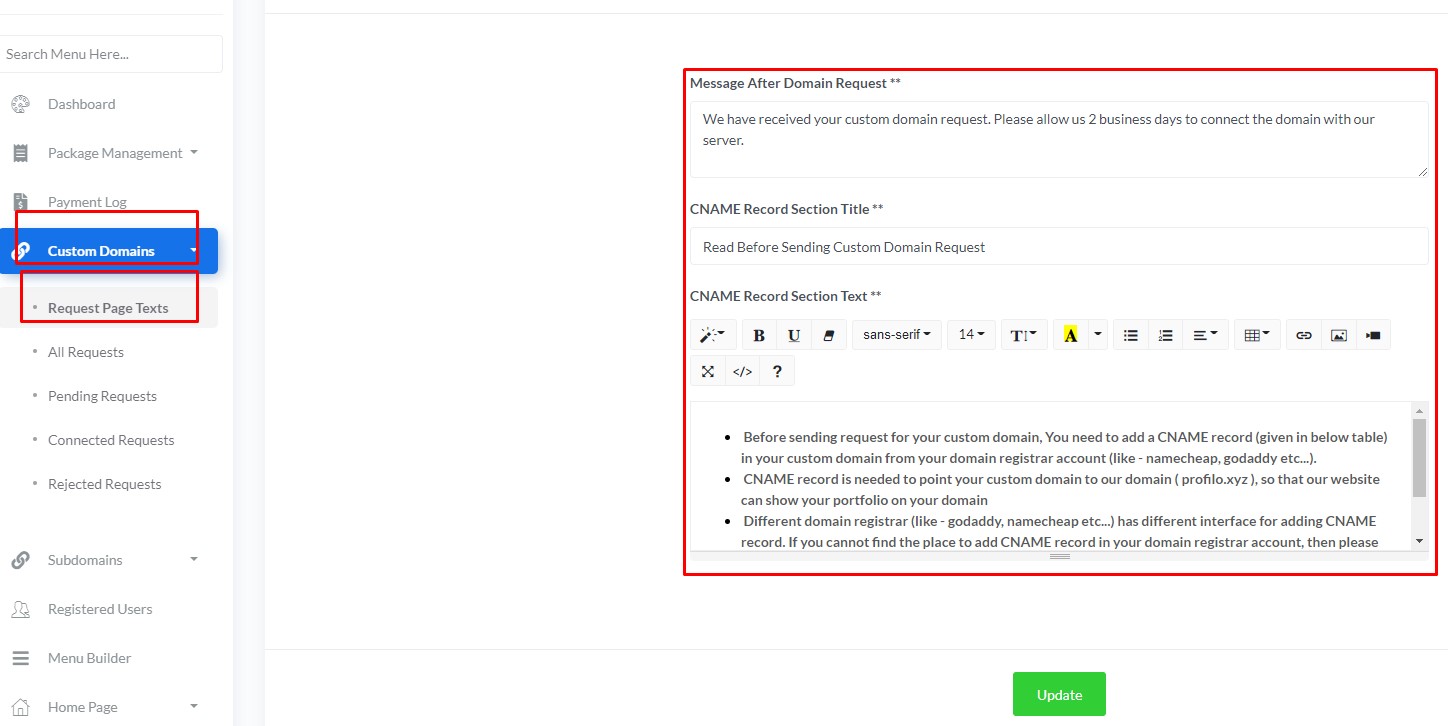 Search Menu Here...
Dashboard
Package Management
Payment Log
Custom Domains
Request Page Texts
All Requests
Pending Requests
Connected Requests
Rejected Requests
Subdomains
Registered Users
Menu Builder
Home Page
Message After Domain Request **
We have received your custom domain request. Please allow us 2 business days to connect the domain with our
server.
CNAME Record Section Title **
Read Before Sending Custom Domain Request
CNAME Record Section Text **
B U sans-serif 14 TI A
</> ?
• Before sending request for your custom domain, You need to add a CNAME record (given in below table)
in your custom domain from your domain registrar account (like - namecheap, godaddy etc...).
• CNAME record is needed to point your custom domain to our domain ( profilo.xyz ), so that our website
can show your portfolio on your domain
• Different domain registrar (like - godaddy, namecheap etc...) has different interface for adding CNAME
record. If you cannot find the place to add CNAME record in your domain registrar account, then please
Update